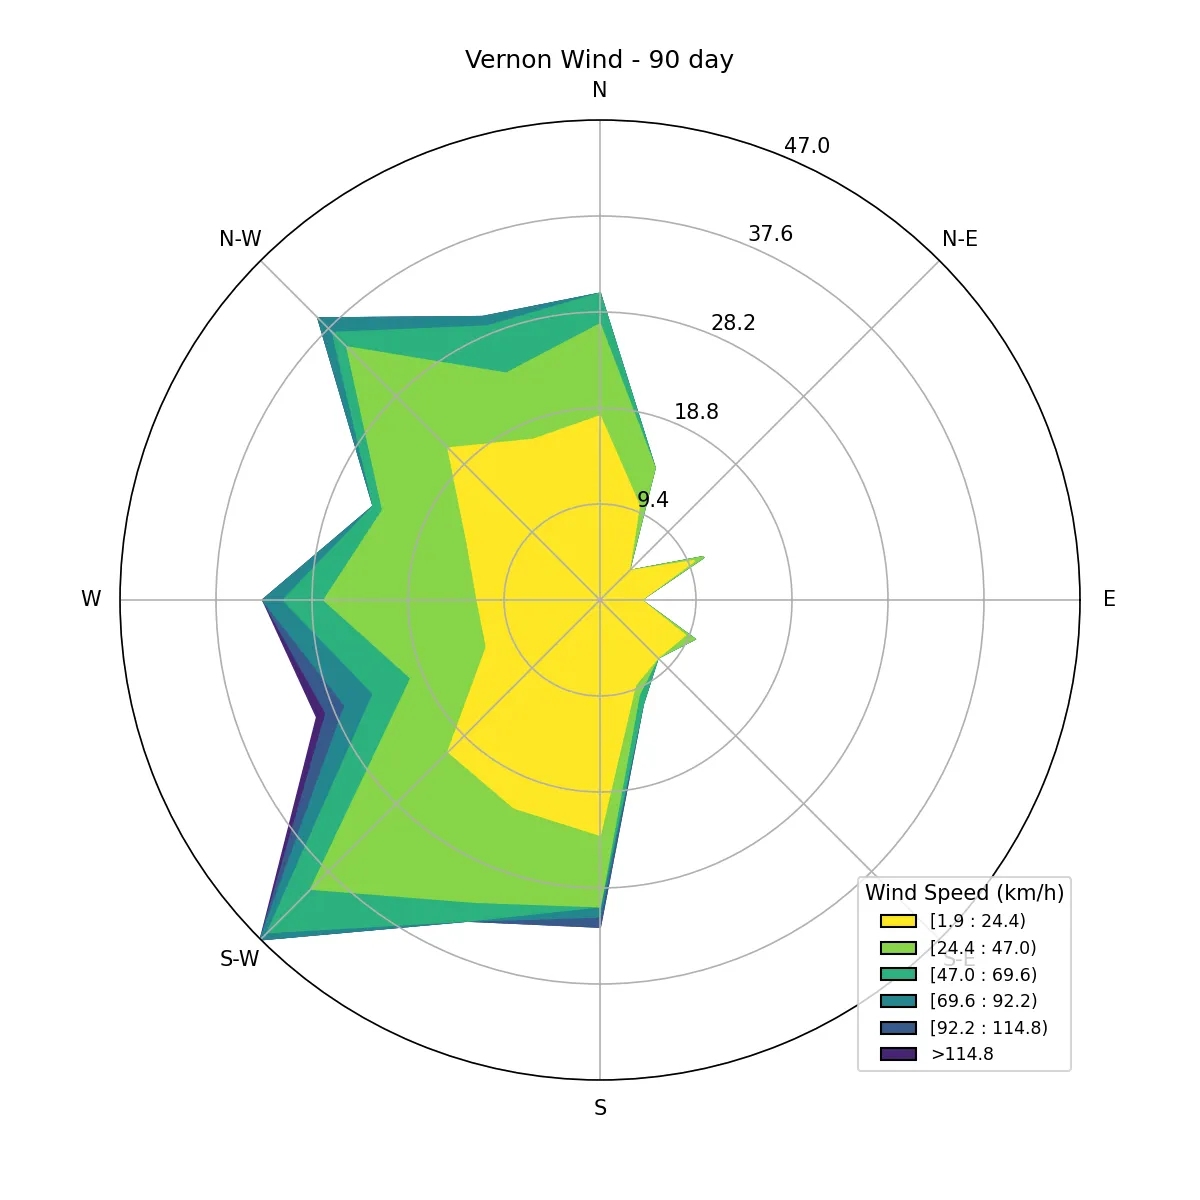 Vernon Wind - 90 day
N
47.0
37.6
N-W
N-E
28.2
18.8
9.4
W
E
Wind Speed (km/h)
[1.9 : 24.4)
[24.4 : 47.0)
S-W
S-E
[47.0 : 69.6)
[69.6 : 92.2)
[92.2 : 114.8)
>114.8
S